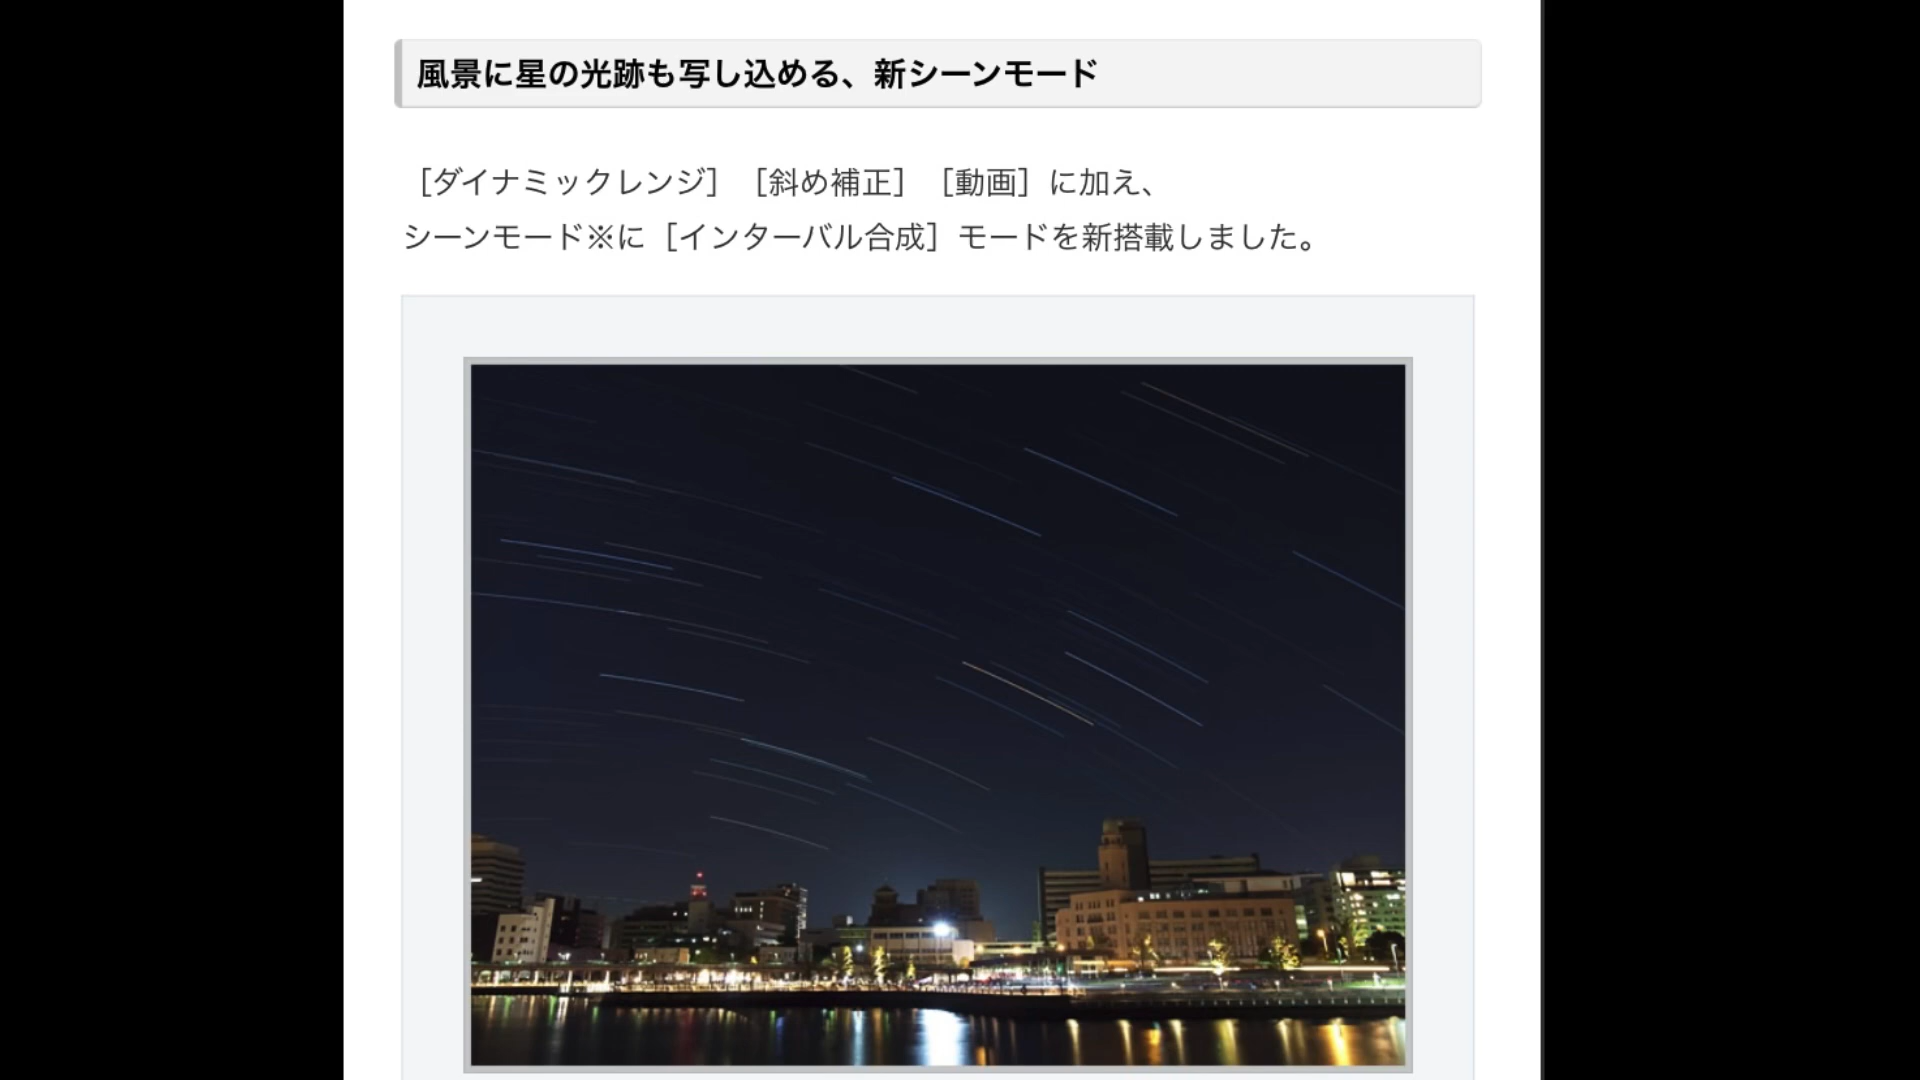 風景に星の光跡も写し込める、新シーンモード
［ダイナミックレンジ］［斜め補正］［動画］に加え、
シーンモード※に［インターバル合成］モードを新搭載しました。